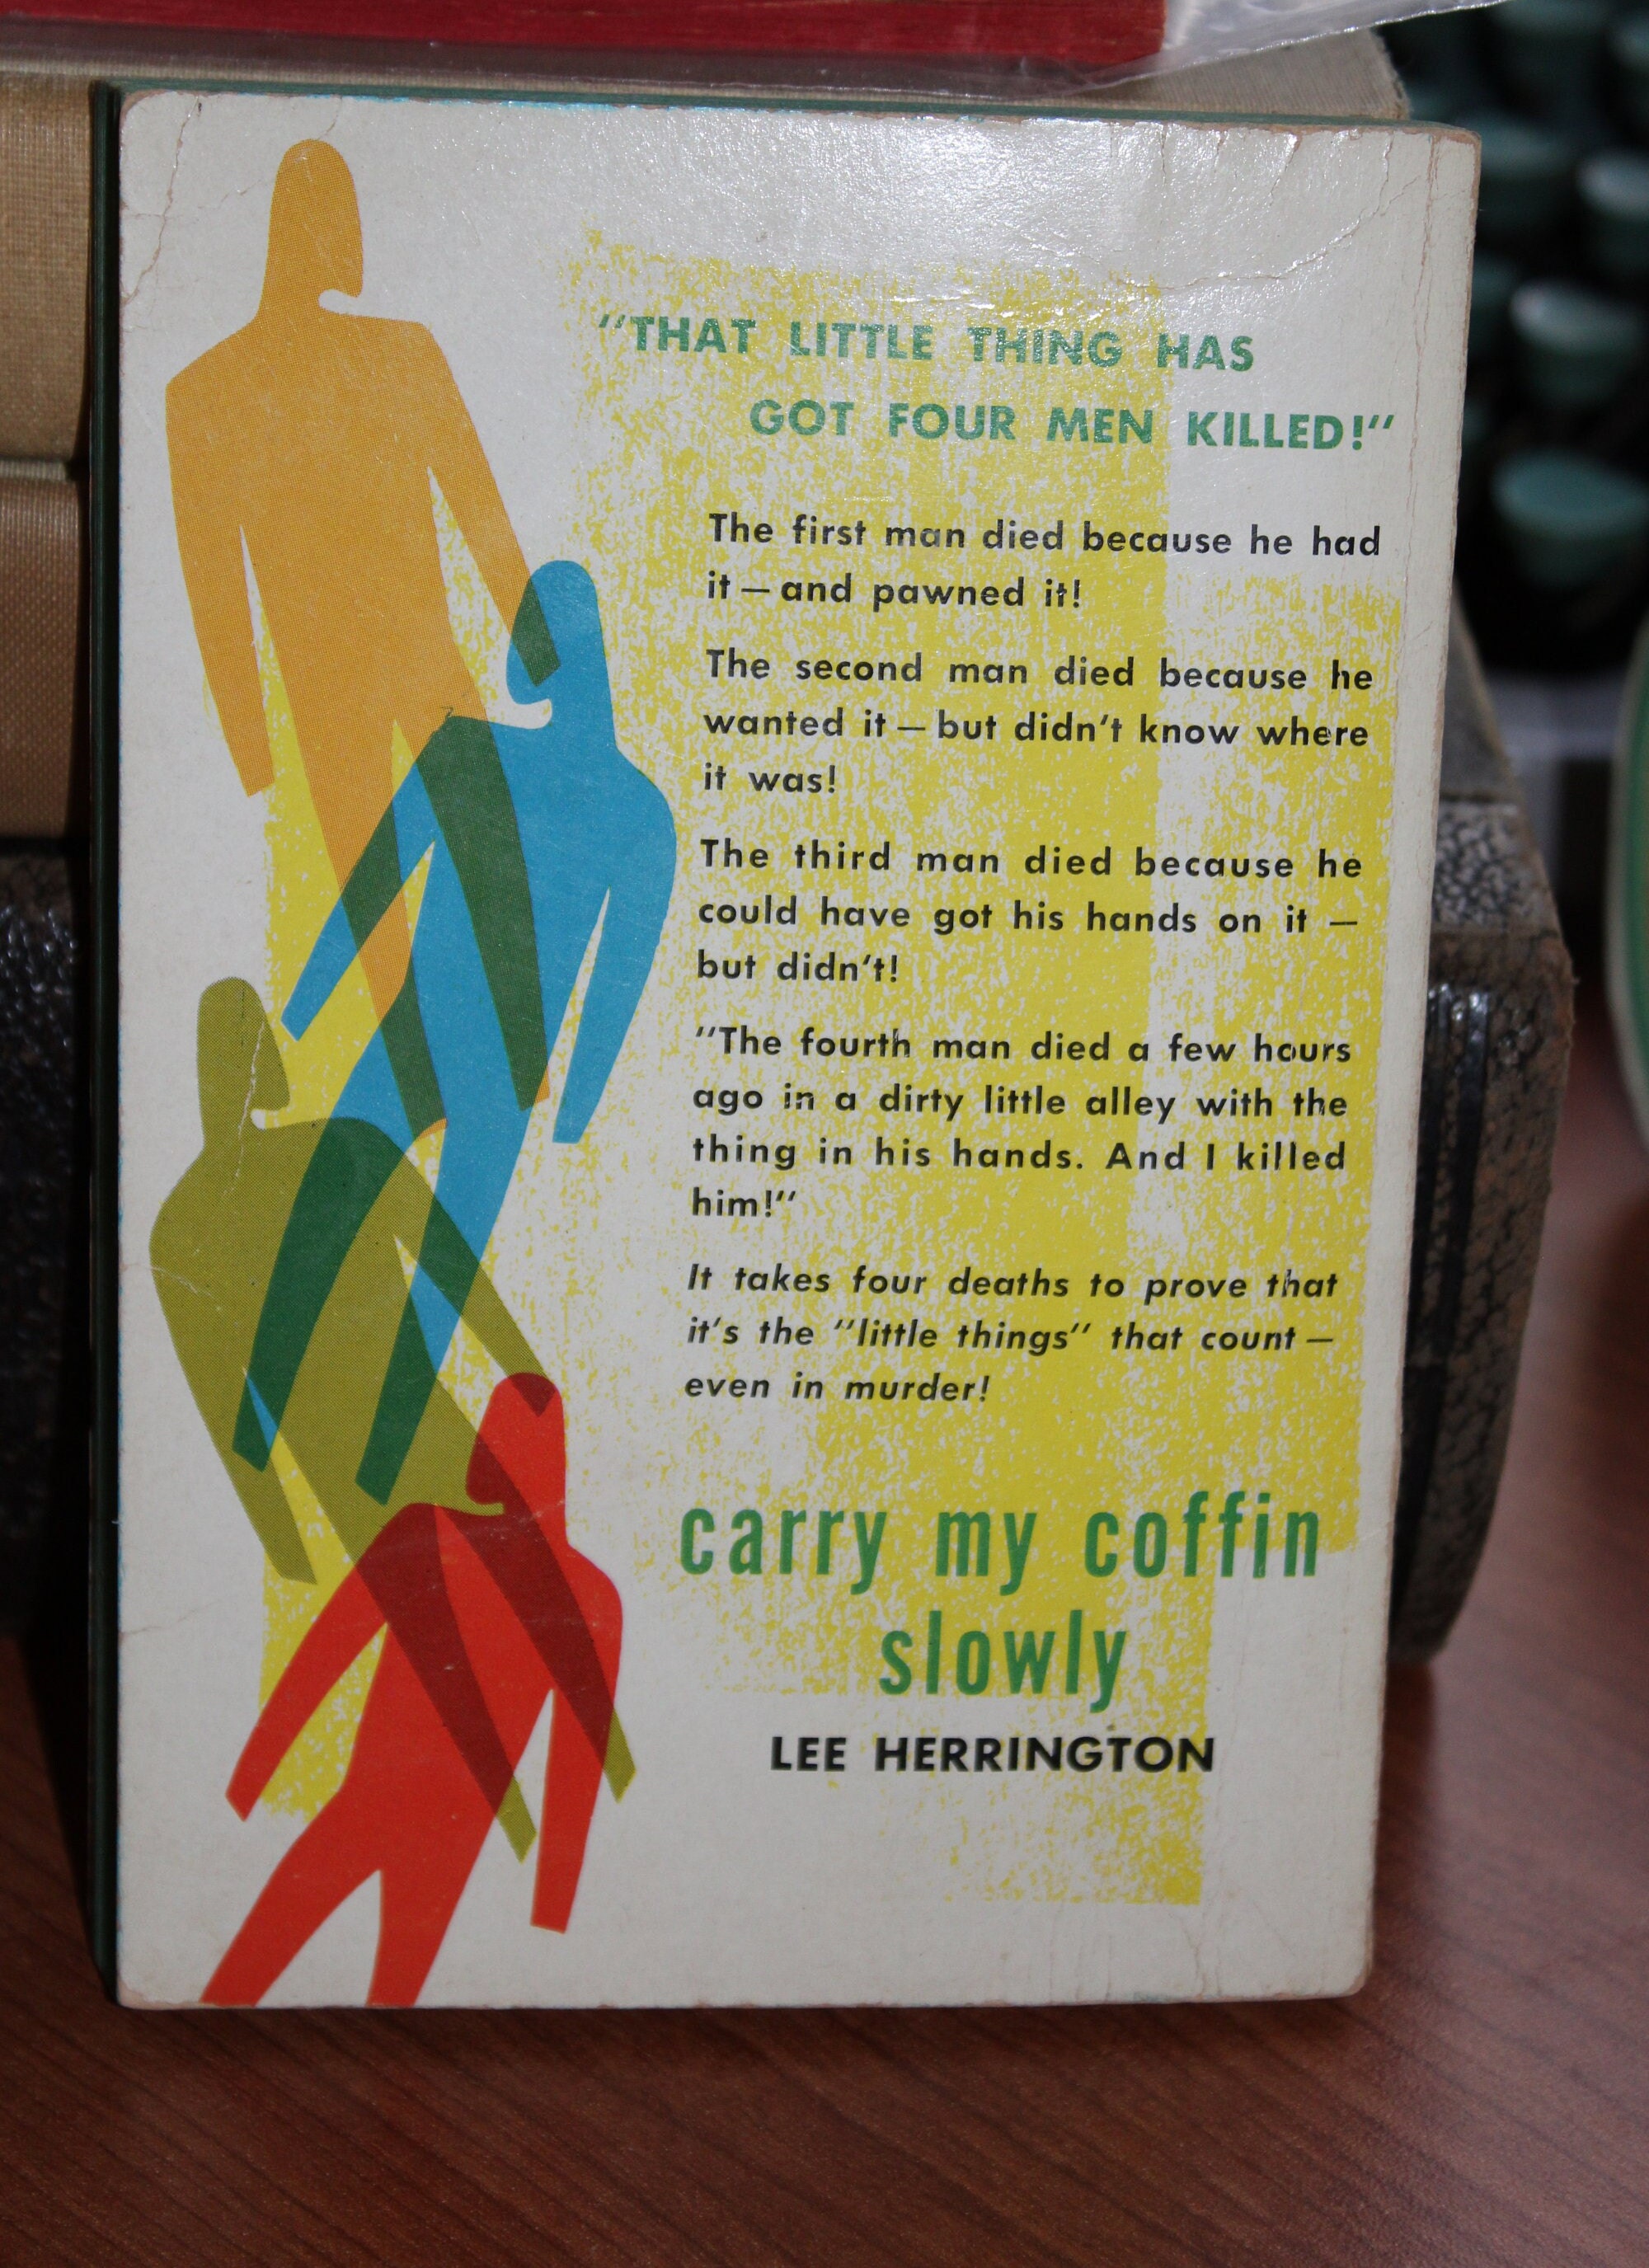 "THAT LITTLE THING HAS
GOT FOUR MEN KILLED!"
The first man died because he had
it — and pawned it!
The second man died because he
wanted it — but didn't know where
it was!
The third man died because he
could have got his hands on it —
but didn't!
"The fourth man died a few hours
ago in a dirty little alley with the
thing in his hands. And I killed
him!"
It takes four deaths to prove that
it's the "little things" that count —
even in murder!
carry my coffin
slowly
LEE HERRINGTON